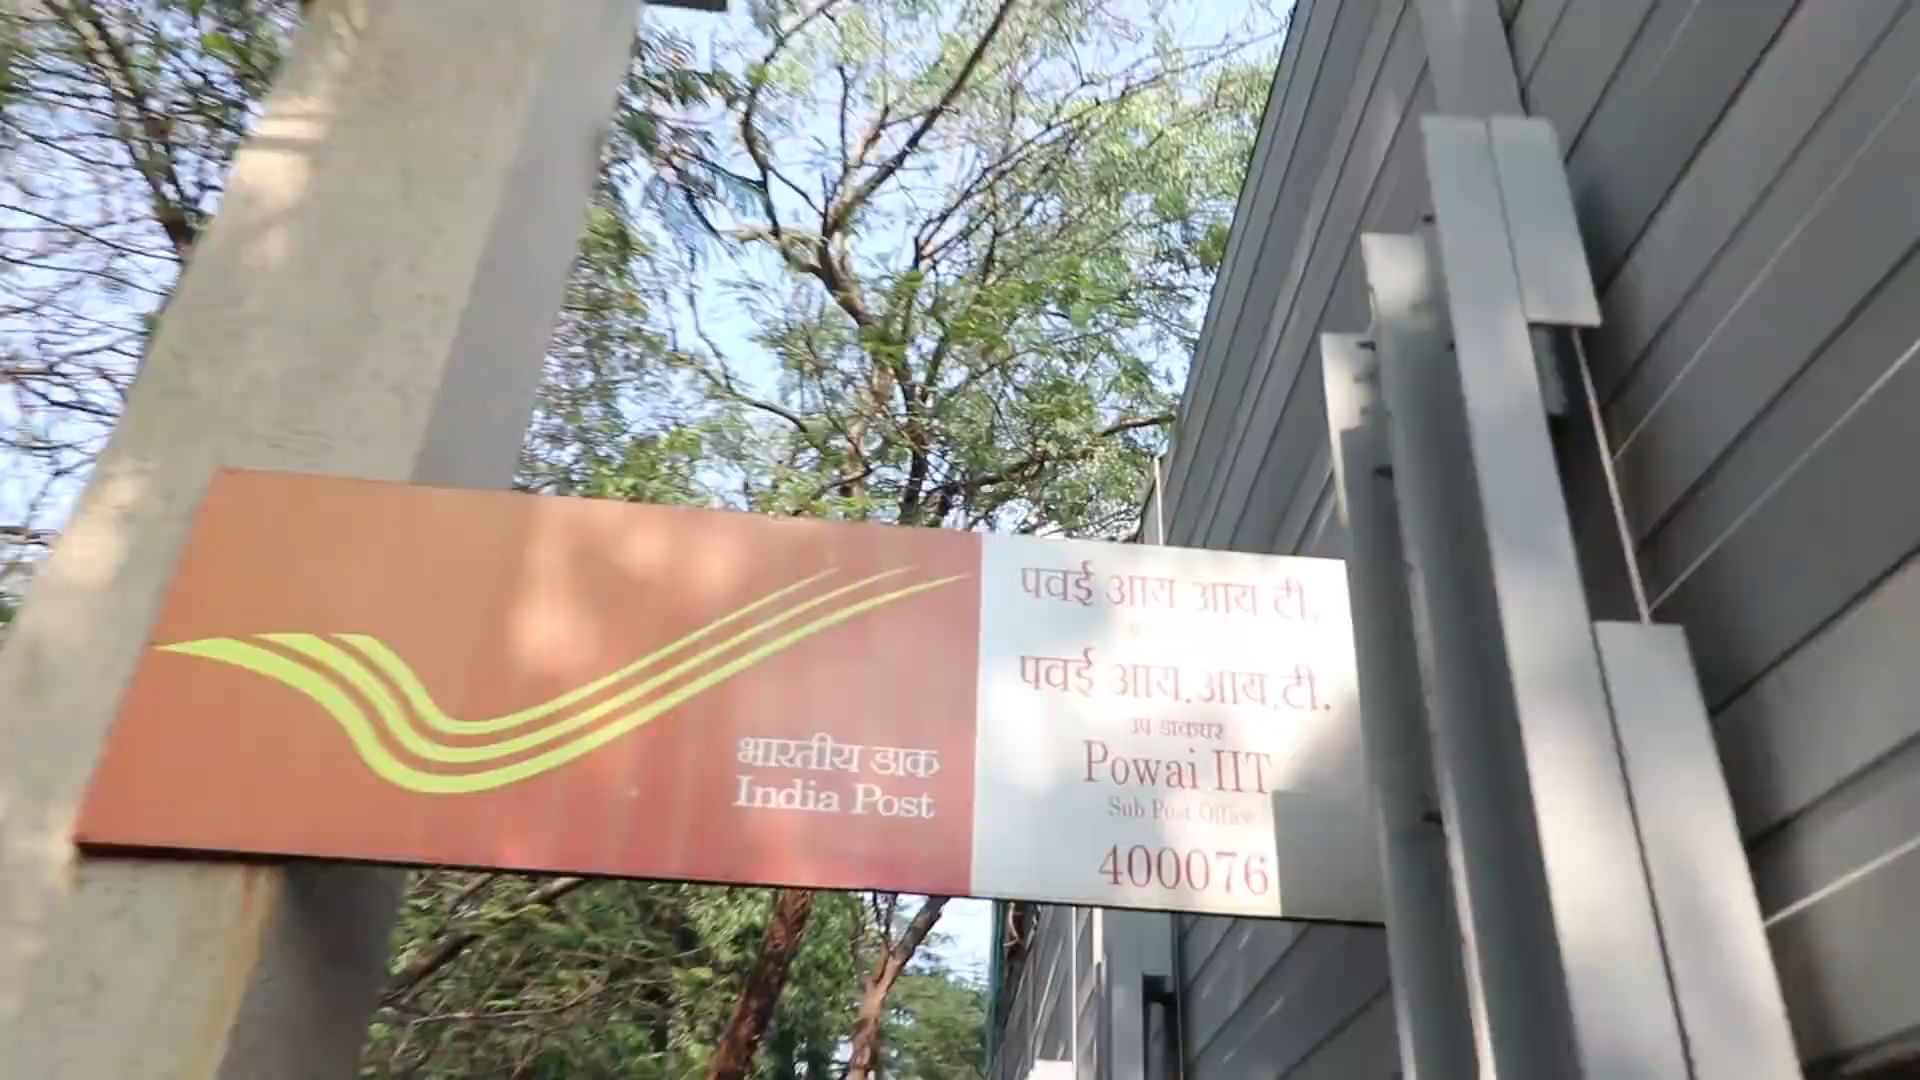 भारतीय डाक
India Post
पवई आय आय टी.
पवई आय.आय.टी.
उप डाकघर
Powai IIT
Sub Post Office
400076